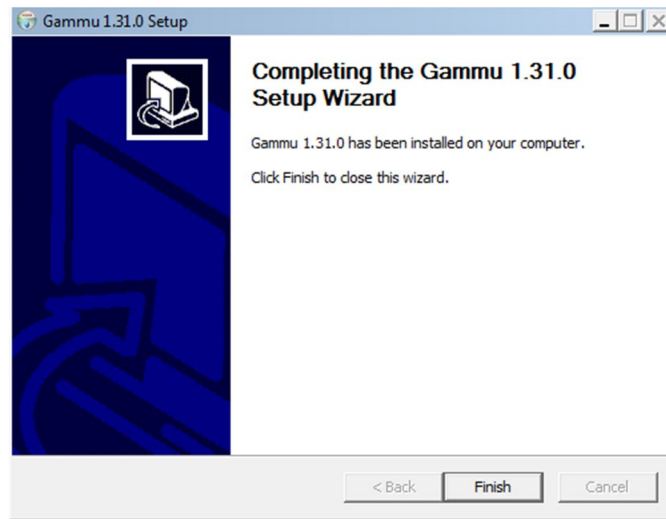 Gammu 1.31.0 Setup
Completing the Gammu 1.31.0
Setup Wizard
Gammu 1.31.0 has been installed on your computer.
Click Finish to close this wizard.
< Back
Finish
Cancel